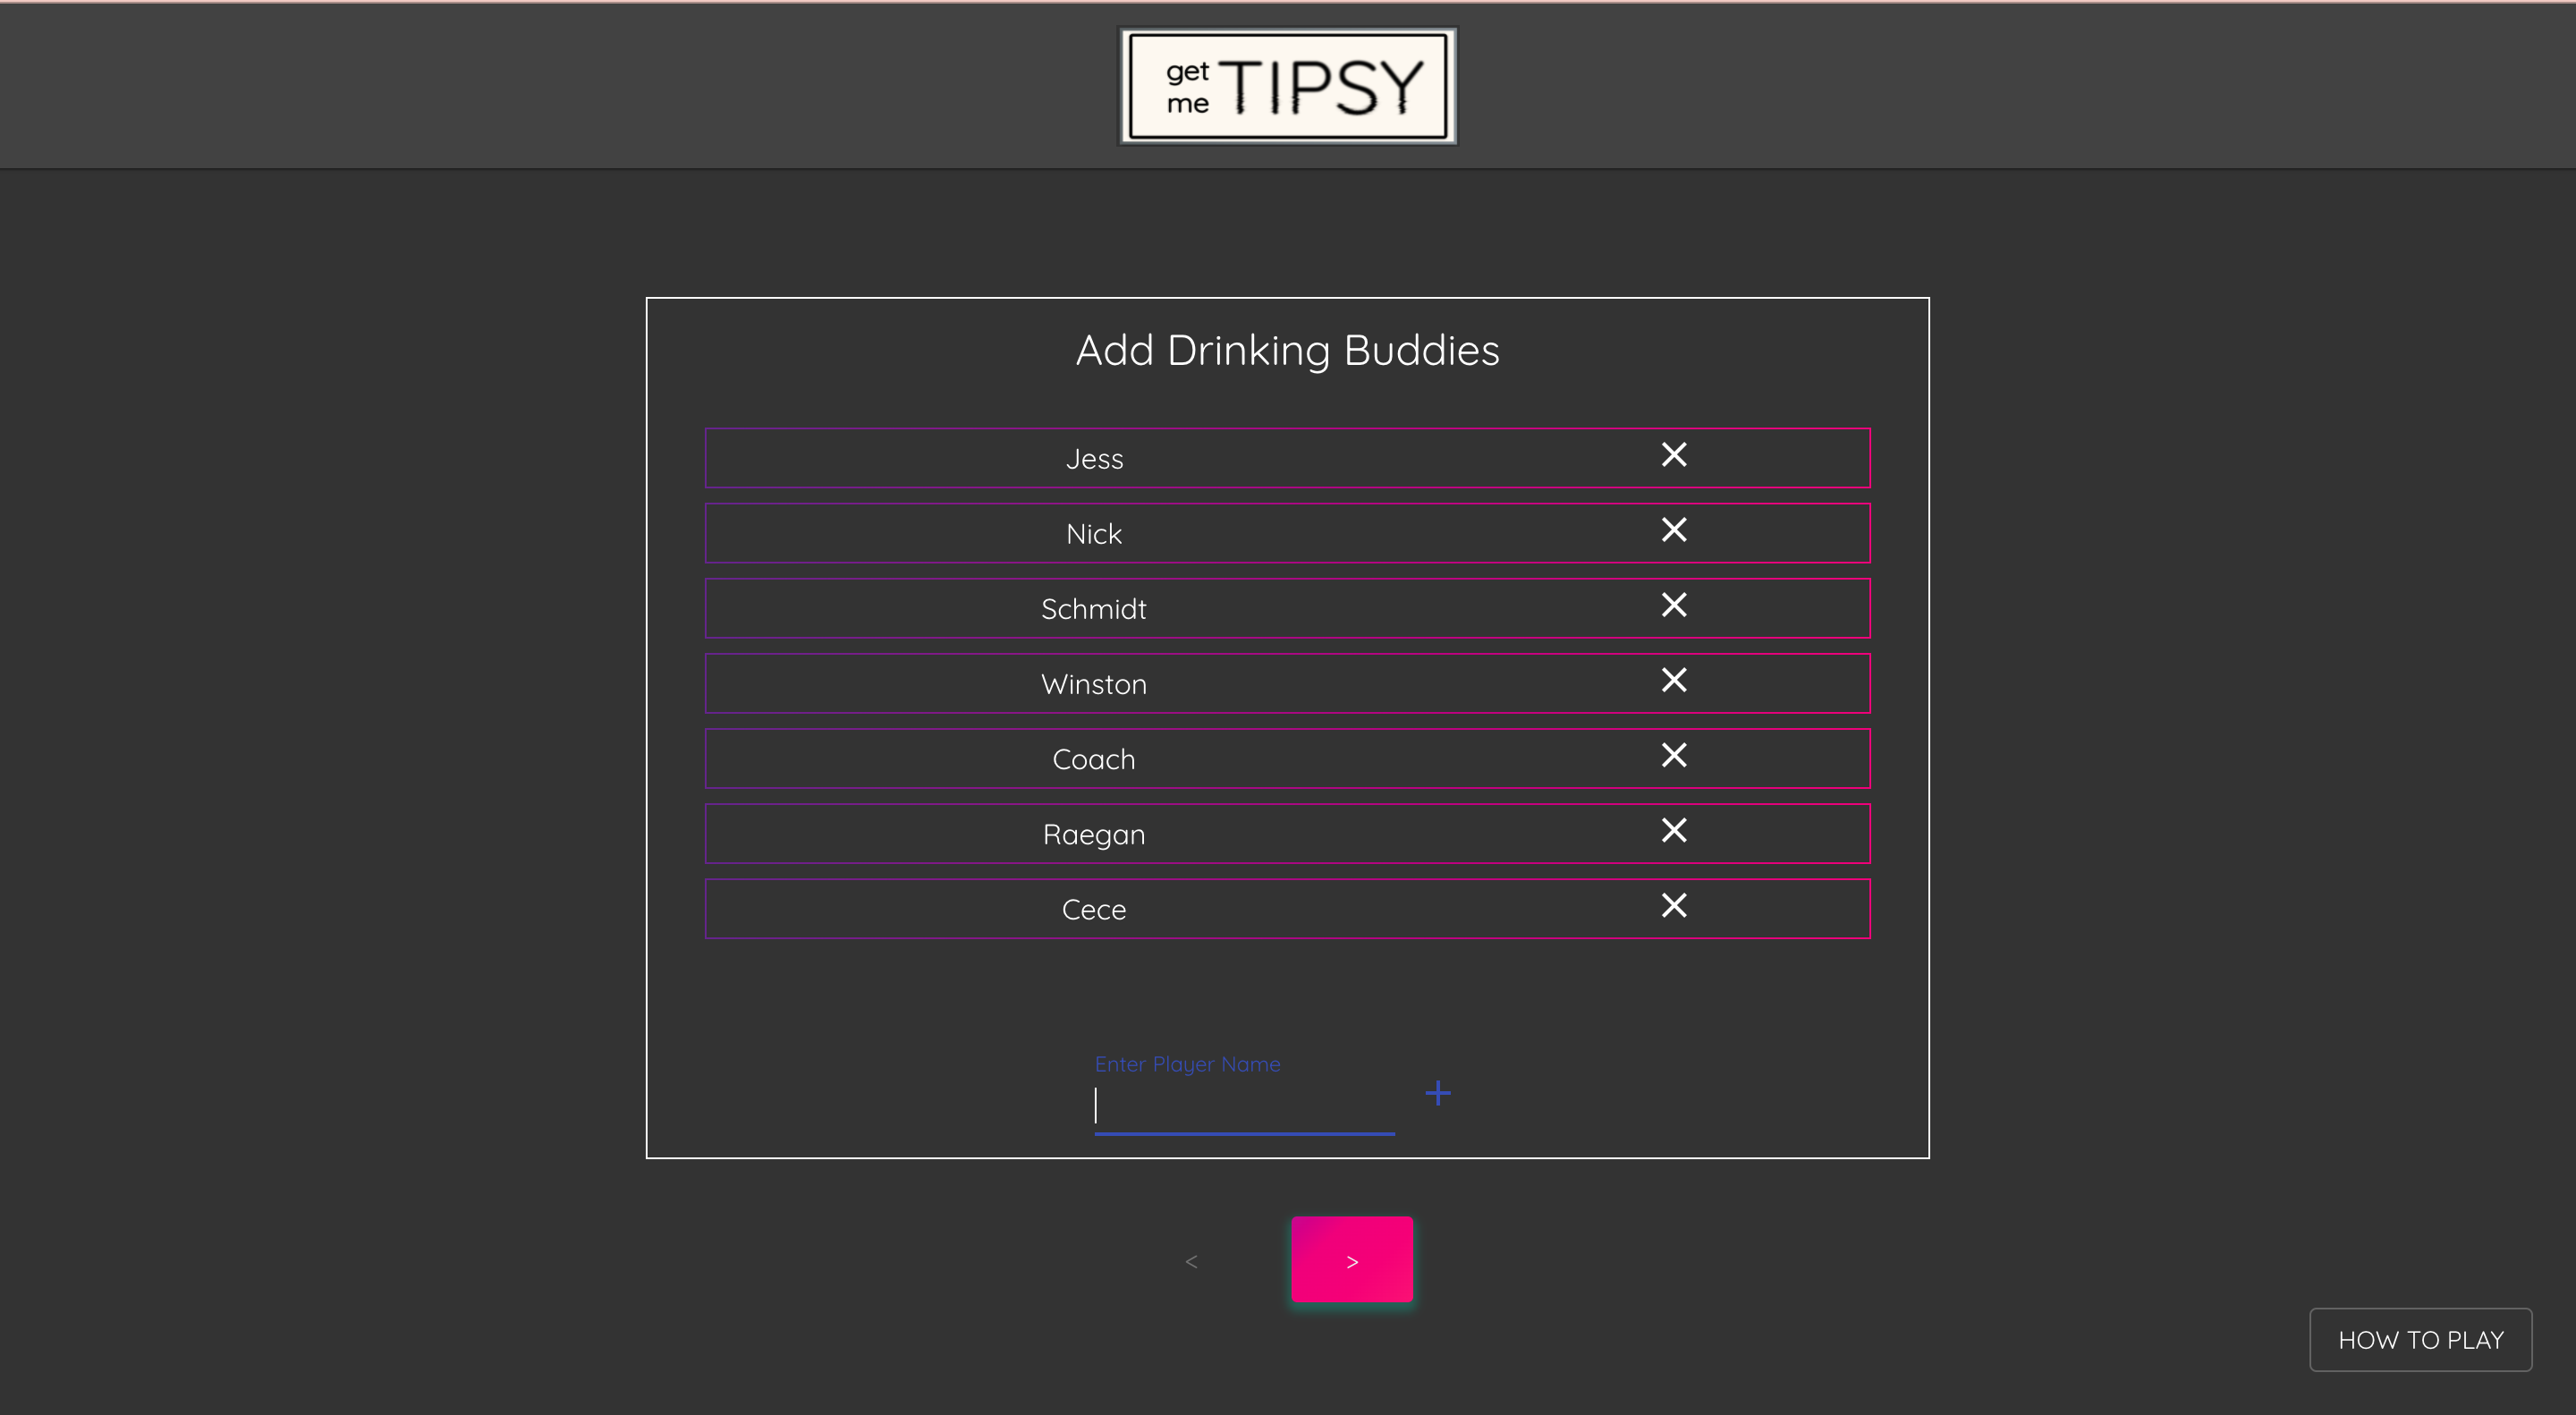 get me TIPSY
Add Drinking Buddies
Jess
Nick
Schmidt
Winston
Coach
Raegan
Cece
Enter Player Name
+
< >
HOW TO PLAY